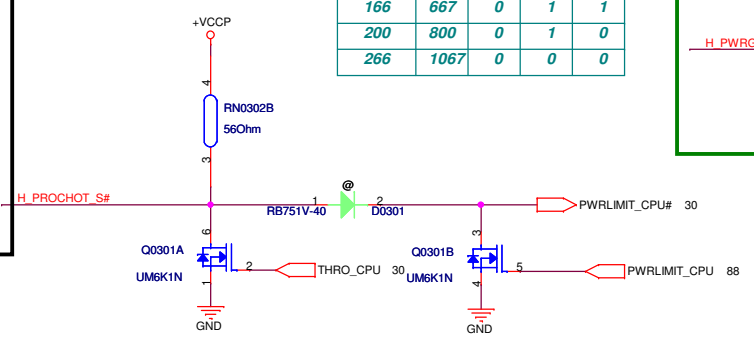 166 667 0 1 1
200 800 0 1 0
266 1067 0 0 0
+VCCP
H_PWRG
4
RN0302B
56Ohm
3
H_PROCHOT_S#
@
1 2
RB751V-40 D0301
PWRLIMIT_CPU# 30
6
3
Q0301A
Q0301B
2
THRO_CPU 30
5
PWRLIMIT_CPU 88
UM6K1N
UM6K1N
1
4
GND
GND